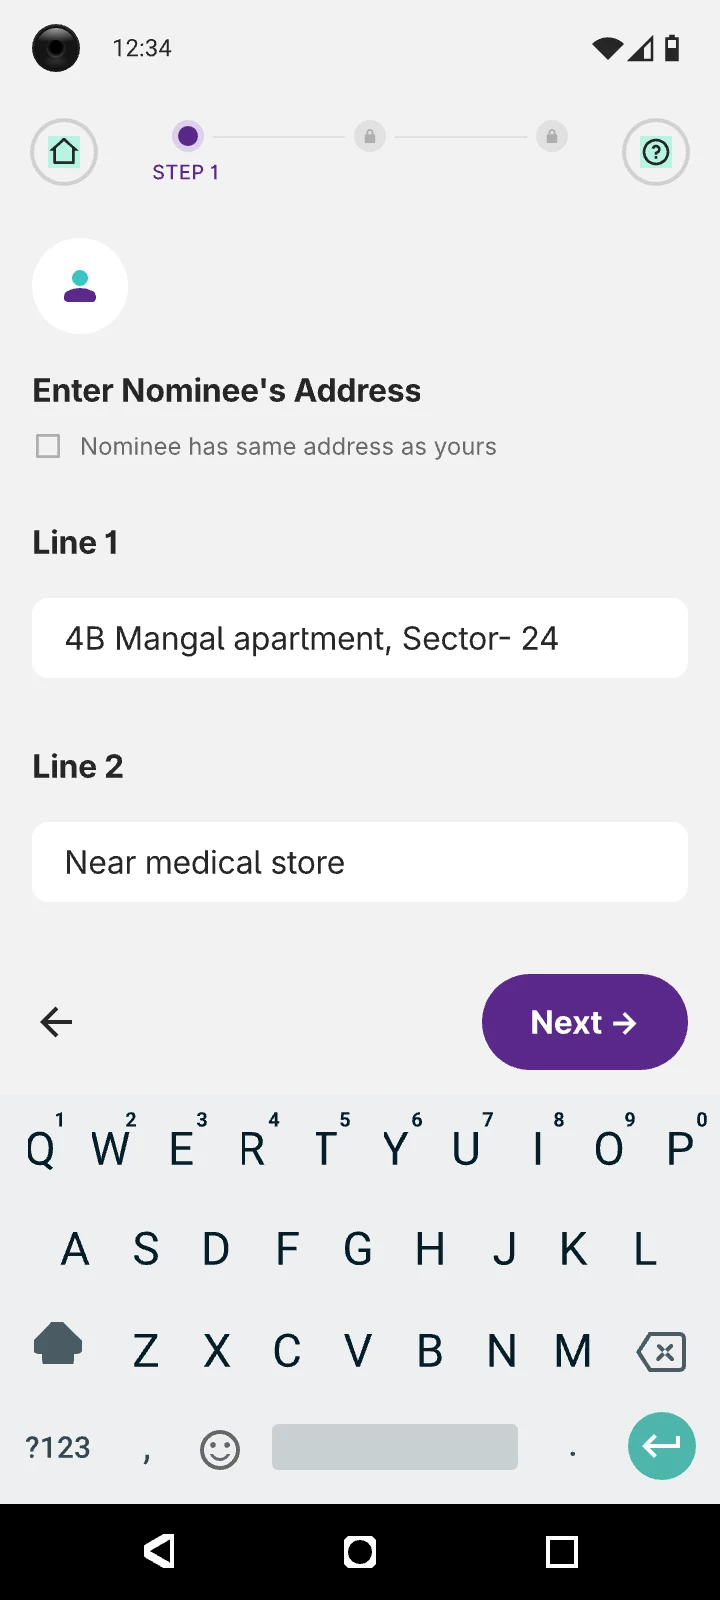 12:34
STEP 1
Enter Nominee's Address
Nominee has same address as yours
Line 1
4B Mangal apartment, Sector- 24
Line 2
Near medical store
Next →
1 2 3 4 5 6 7 8 9 0
Q W E R T Y U I O P
A S D F G H J K L
Z X C V B N M
?123 , .